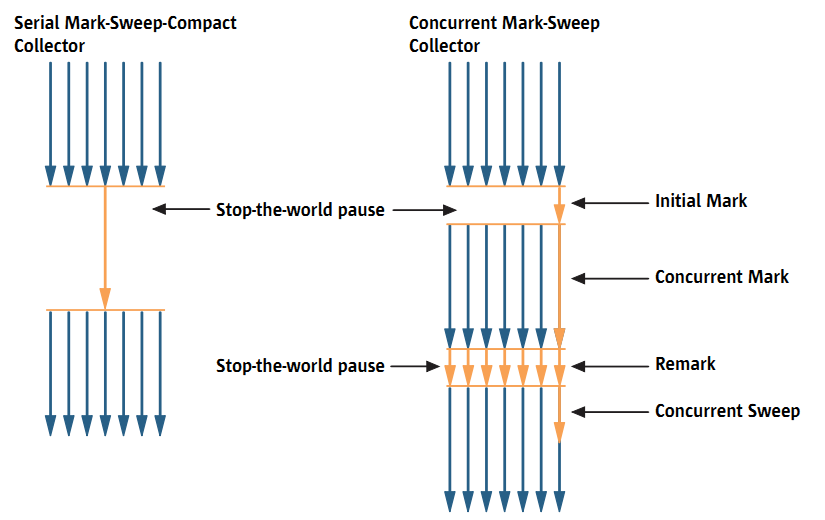 Serial Mark-Sweep-Compact
Collector
Concurrent Mark-Sweep
Collector
Stop-the-world pause
Initial Mark
Concurrent Mark
Stop-the-world pause
Remark
Concurrent Sweep